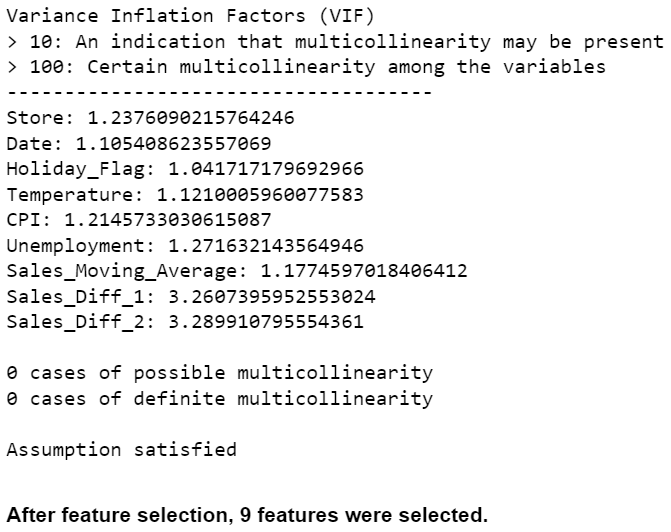 Variance Inflation Factors (VIF)
> 10: An indication that multicollinearity may be present
> 100: Certain multicollinearity among the variables
-------------------------------------
Store: 1.2376090215764246
Date: 1.105408623557069
Holiday_Flag: 1.041717179692966
Temperature: 1.1210005960077583
CPI: 1.2145733030615087
Unemployment: 1.271632143564946
Sales_Moving_Average: 1.1774597018406412
Sales_Diff_1: 3.2607395952553024
Sales_Diff_2: 3.289910795554361
0 cases of possible multicollinearity
0 cases of definite multicollinearity
Assumption satisfied
After feature selection, 9 features were selected.